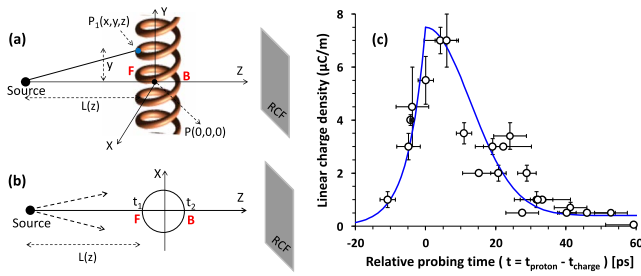 (a)
P₁(x,y,z)
Y
y
F
B
Z
Source
L(z)
X
P(0,0,0)
RCF
(b)
X
t₁
t₂
Z
F
B
Source
L(z)
RCF
(c)
Linear charge density (µC/m)
8
6
4
2
0
-20
0
20
40
60
Relative probing time ( t = tproton - tcharge ) [ps]